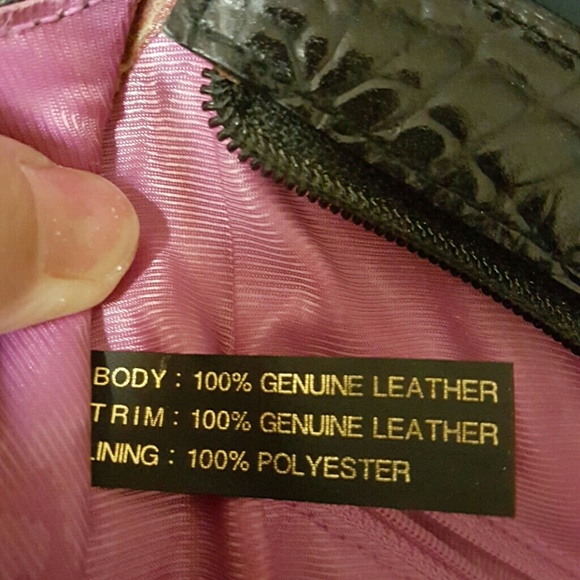 BODY : 100% GENUINE LEATHER
TRIM : 100% GENUINE LEATHER
LINING : 100% POLYESTER